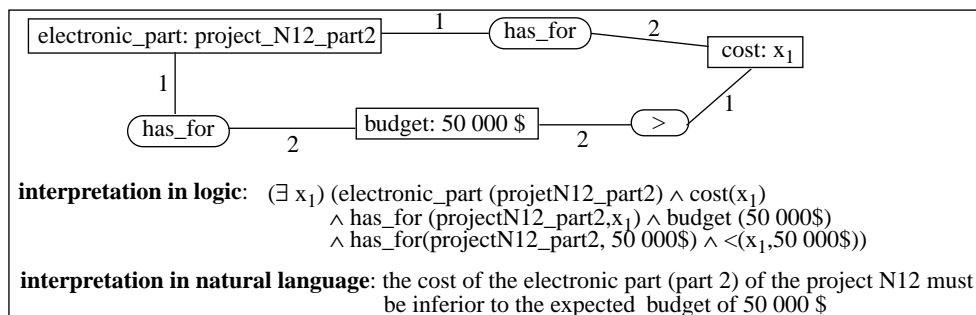 1
2
electronic_part: project_N12_part2
has_for
cost: x1
1
1
has_for
2
budget: 50 000 $
2
>
interpretation in logic: (∃ x1) (electronic_part (projetN12_part2) ∧ cost(x1)
∧ has_for (projectN12_part2,x1) ∧ budget (50 000$)
∧ has_for(projectN12_part2, 50 000$) ∧ <(x1,50 000$))
interpretation in natural language: the cost of the electronic part (part 2) of the project N12 must
be inferior to the expected budget of 50 000 $